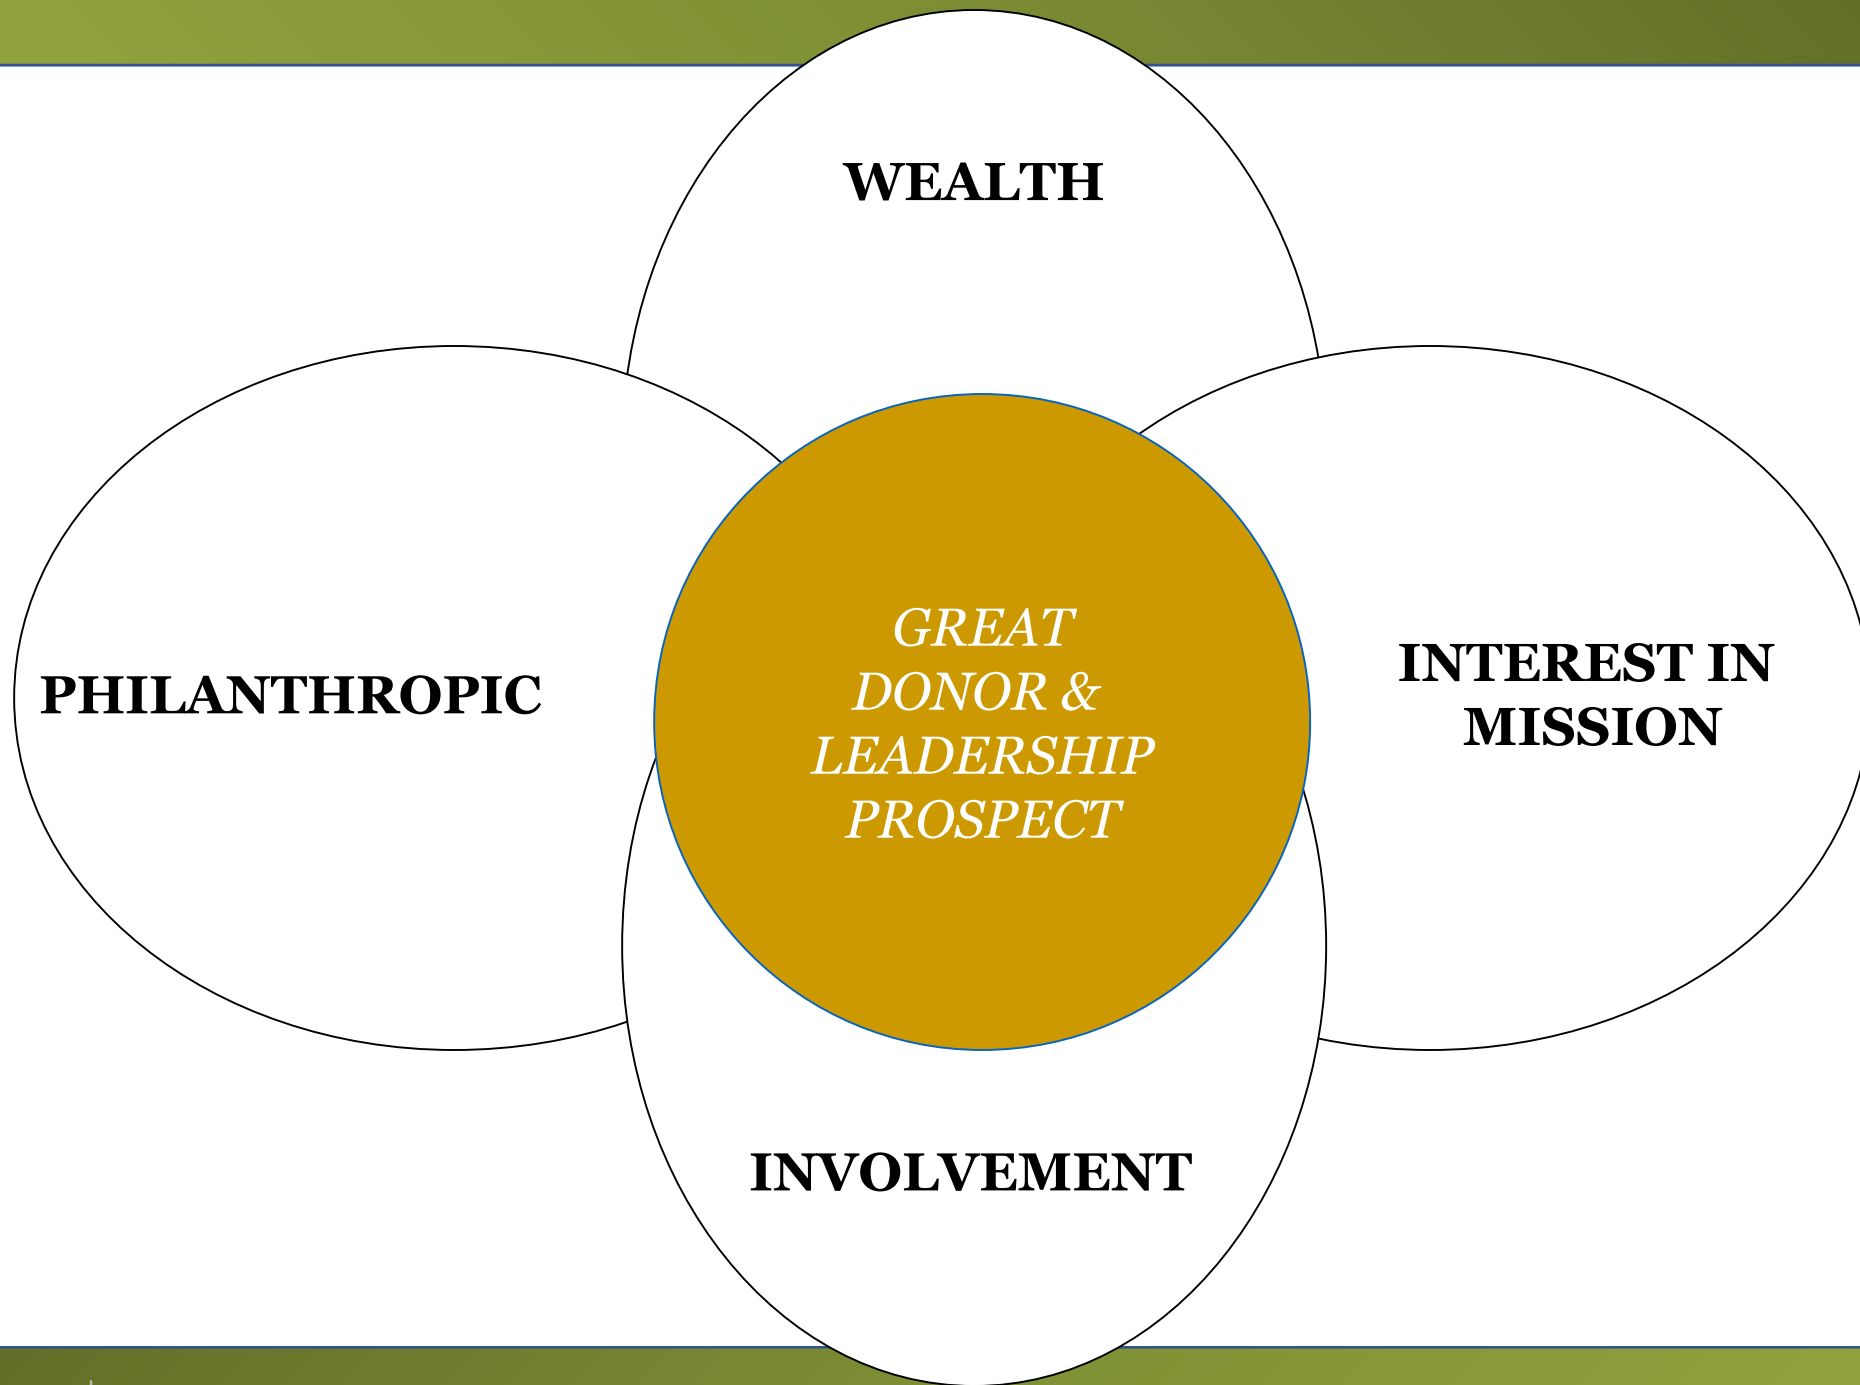 WEALTH
PHILANTHROPIC
GREAT
DONOR &
LEADERSHIP
PROSPECT
INTEREST IN
MISSION
INVOLVEMENT